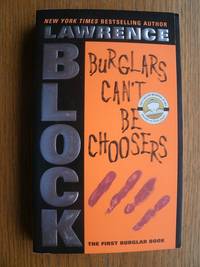 NEW YORK TIMES BESTSELLING AUTHOR
LAWRENCE
BLOCK
BURGLARS
CAN'T
BE
CHOOSERS
THE FIRST BURGLAR BOOK